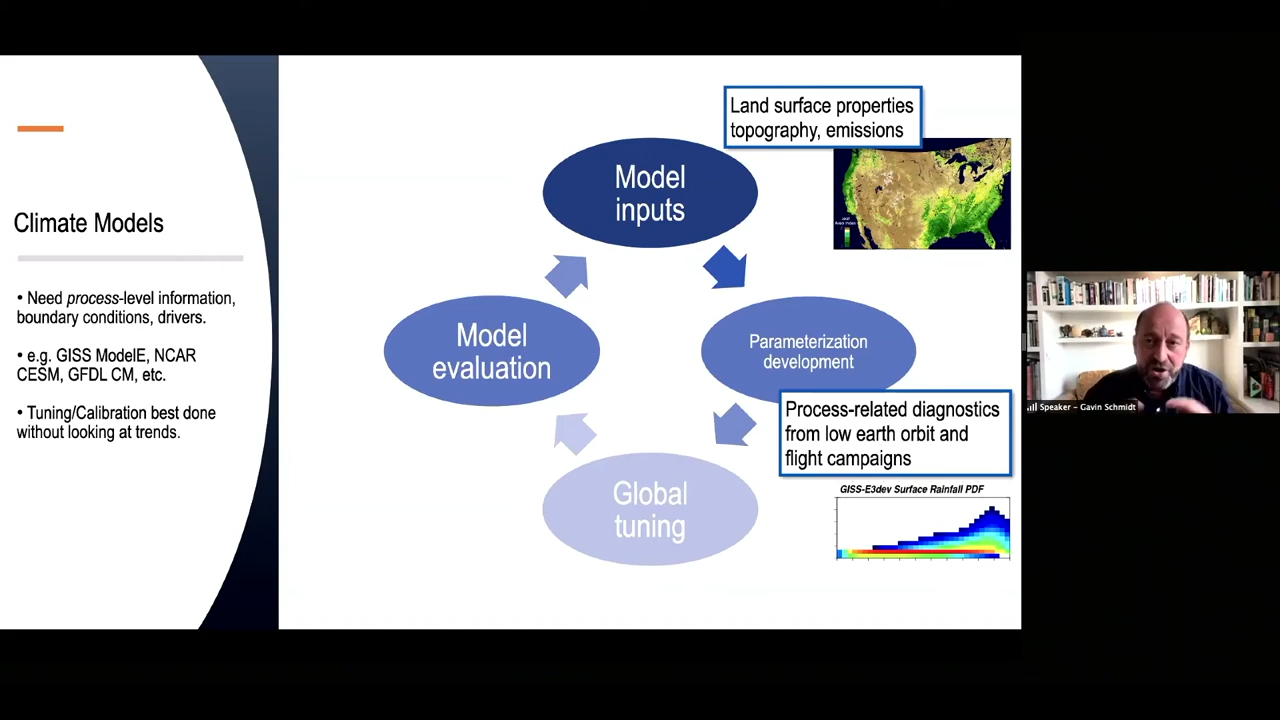 Climate Models
• Need process-level information,
boundary conditions, drivers.
• e.g. GISS ModelE, NCAR
CESM, GFDL CM, etc.
• Tuning/Calibration best done
without looking at trends.
Land surface properties
topography, emissions
Model
inputs
Model
evaluation
Parameterization
development
Process-related diagnostics
from low earth orbit and
flight campaigns
Global
tuning
GISS-E3dev Surface Rainfall PDF
Speaker – Gavin Schmidt